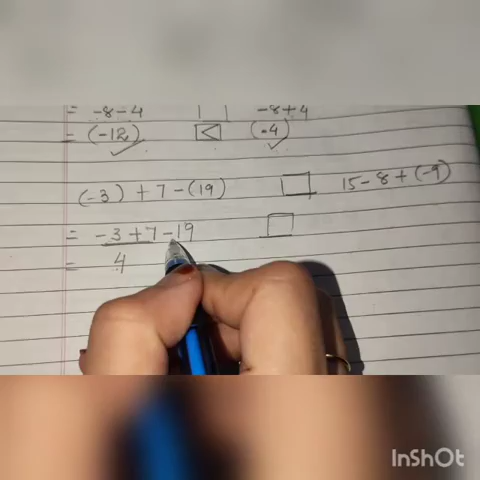 = -8-4 □ -8+4
= (-12) < (-4)
(-3) + 7 - (19) □ 15 - 8 + (-9)
= -3 + 7 - 19 □
= 4
InShOt